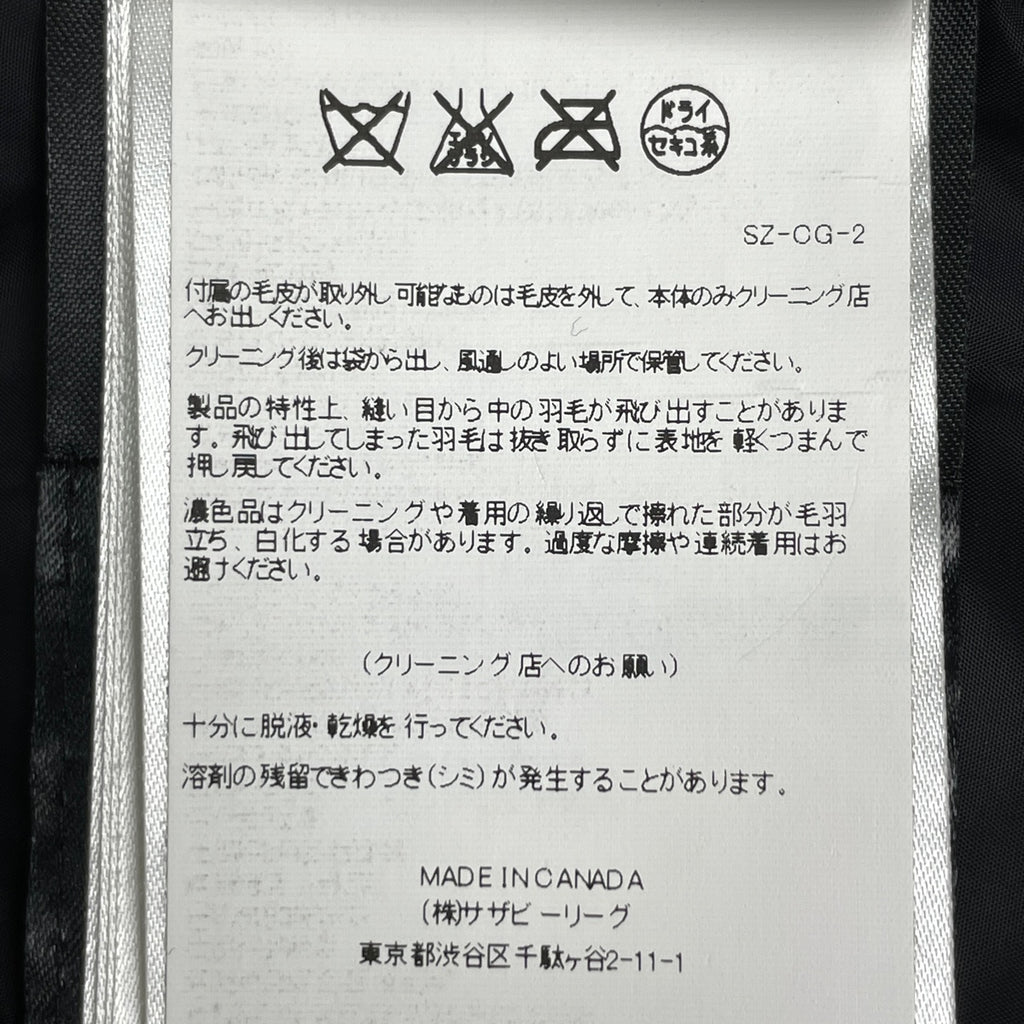 エンソ
サラシ
ドライ
セキユ系
SZ-CG-2
付属の毛皮が取り外し可能なものは毛皮を外して、本体のみクリーニング店
へお出しください。
クリーニング後は袋から出し、風通しのよい場所で保管してください。
製品の特性上、縫い目から中の羽毛が飛び出すことがありま
す。飛び出してしまった羽毛は抜き取らずに表地を軽くつまんで
押し戻してください。
濃色品はクリーニングや着用の繰り返しで擦れた部分が毛羽
立ち、白化する場合があります。過度な摩擦や連続着用はお
避けください。
(クリーニング店へのお願い)
十分に脱液・乾燥を行ってください。
溶剤の残留できわつき(シミ)が発生することがあります。
MADE IN CANADA
(株)サザビーリーグ
東京都渋谷区千駄ヶ谷2-11-1